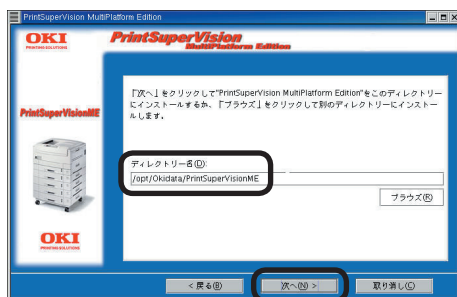 PrintSuperVision MultiPlatform Edition
OKI
PRINTING SOLUTIONS
PrintSuperVision
MultiPlatform Edition
PrintSuperVisionME
「次へ」をクリックして"PrintSuperVision MultiPlatform Edition"をこのディレクトリー
にインストールするか、「ブラウズ」をクリックして別のディレクトリーにインストー
ルします。
ディレクトリー名(D):
/opt/Okidata/PrintSuperVisionME
ブラウズ(R)
OKI
PRINTING SOLUTIONS
< 戻る(B)
次へ(N) >
取り消し(C)